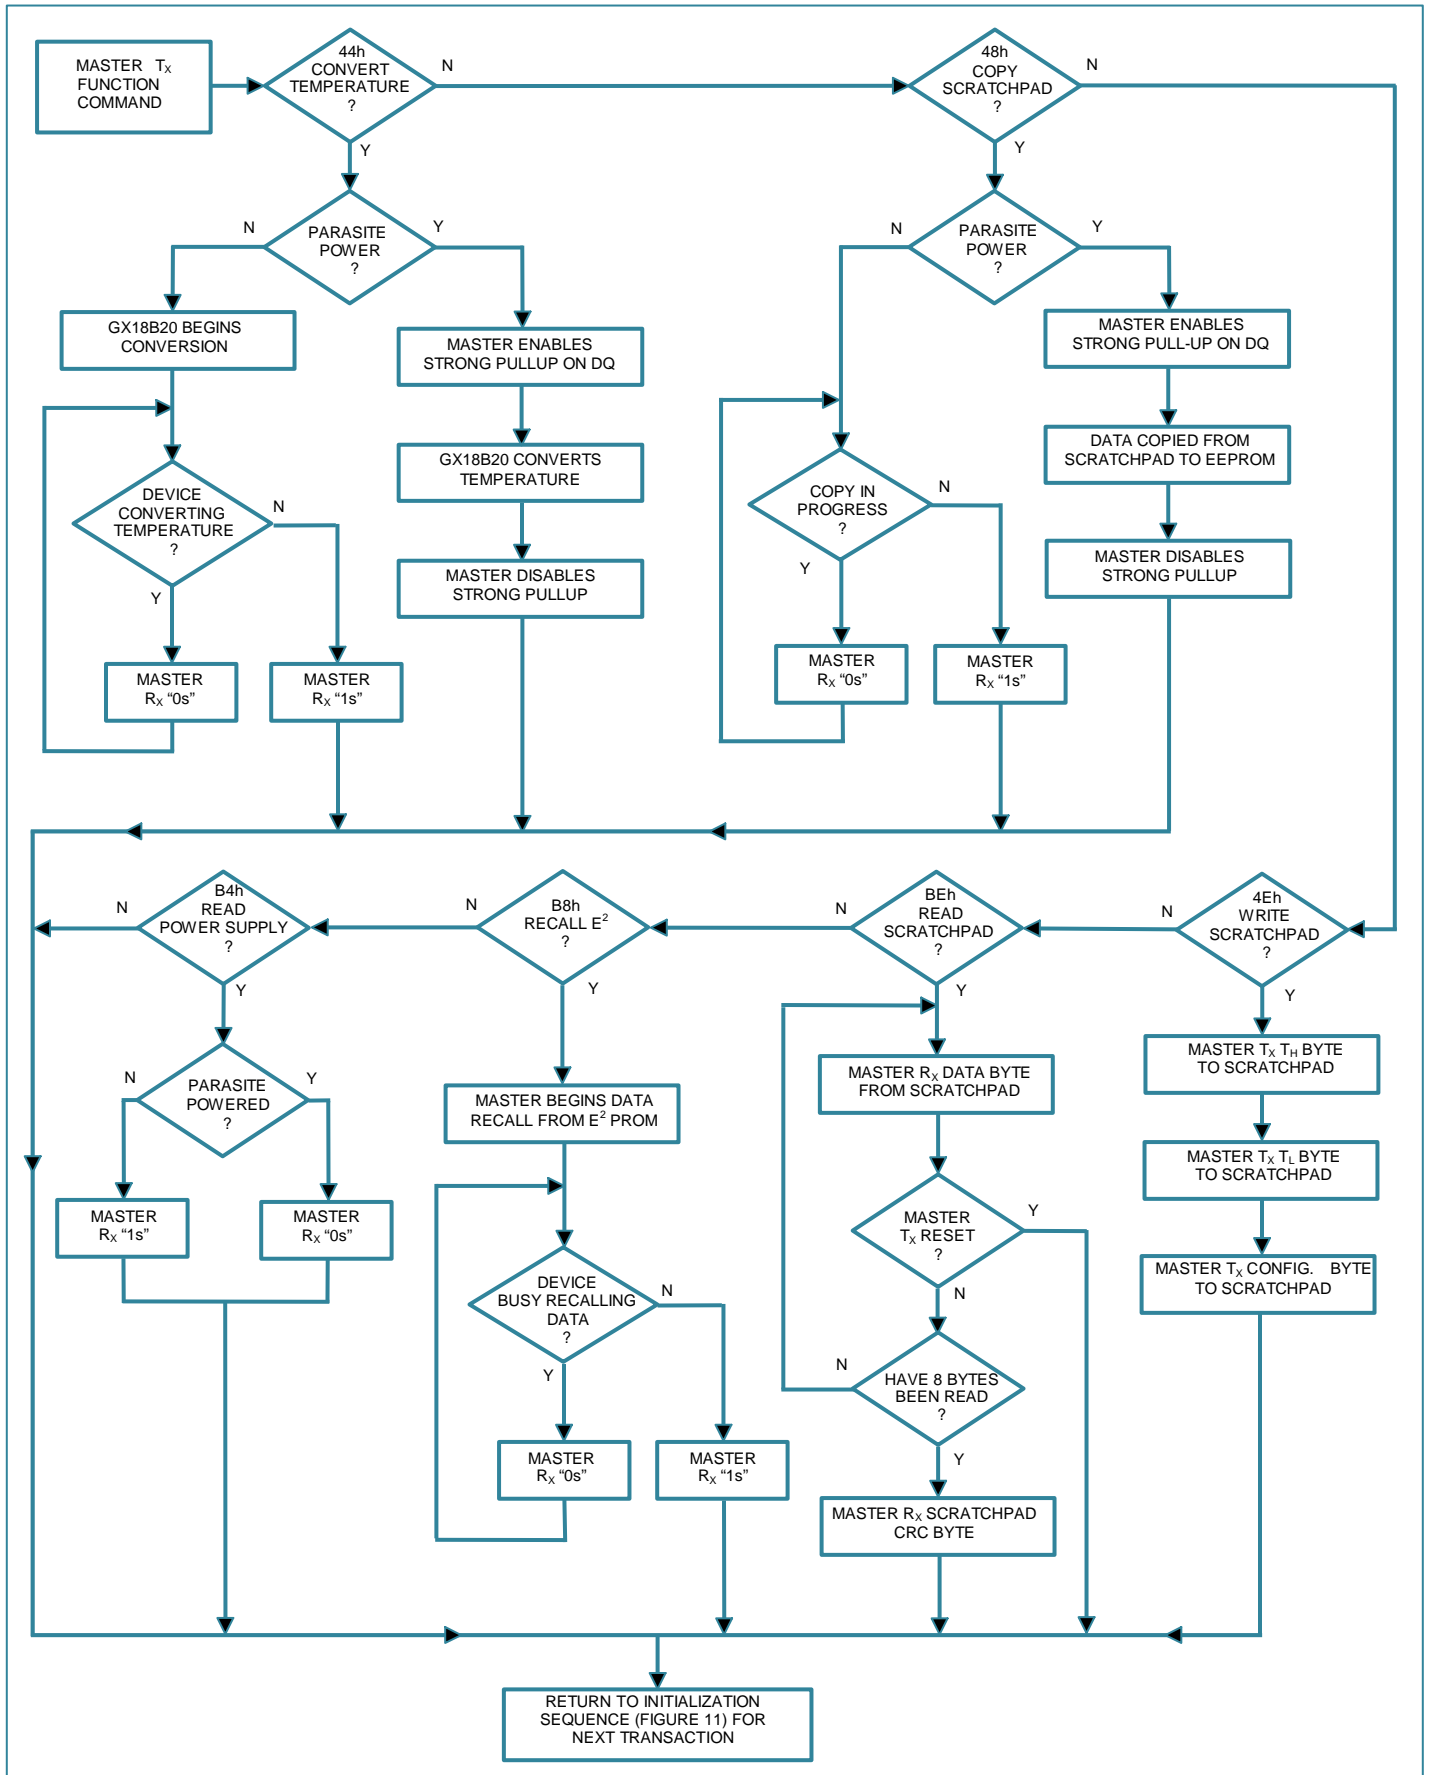 MASTER Tx
FUNCTION
COMMAND
44h
CONVERT
TEMPERATURE
?
N
Y
48h
COPY
SCRATCHPAD
?
N
Y
PARASITE
POWER
?
N
Y
GX18B20 BEGINS
CONVERSION
MASTER ENABLES
STRONG PULLUP ON DQ
GX18B20 CONVERTS
TEMPERATURE
MASTER DISABLES
STRONG PULLUP
DEVICE
CONVERTING
TEMPERATURE
?
N
Y
MASTER
Rx “0s”
MASTER
Rx “1s”
PARASITE
POWER
?
N
Y
MASTER ENABLES
STRONG PULL-UP ON DQ
DATA COPIED FROM
SCRATCHPAD TO EEPROM
MASTER DISABLES
STRONG PULLUP
COPY IN
PROGRESS
?
N
Y
MASTER
Rx “0s”
MASTER
Rx “1s”
B4h
READ
POWER SUPPLY
?
N
Y
PARASITE
POWERED
?
N
Y
MASTER
Rx “1s”
MASTER
Rx “0s”
B8h
RECALL E²
?
N
Y
MASTER BEGINS DATA
RECALL FROM E² PROM
DEVICE
BUSY RECALLING
DATA
?
N
Y
MASTER
Rx “0s”
MASTER
Rx “1s”
BEh
READ
SCRATCHPAD
?
N
Y
MASTER Rx DATA BYTE
FROM SCRATCHPAD
MASTER
Tx RESET
?
Y
N
HAVE 8 BYTES
BEEN READ
?
N
Y
MASTER Rx SCRATCHPAD
CRC BYTE
4Eh
WRITE
SCRATCHPAD
?
N
Y
MASTER Tx TH BYTE
TO SCRATCHPAD
MASTER Tx TL BYTE
TO SCRATCHPAD
MASTER Tx CONFIG. BYTE
TO SCRATCHPAD
RETURN TO INITIALIZATION
SEQUENCE (FIGURE 11) FOR
NEXT TRANSACTION